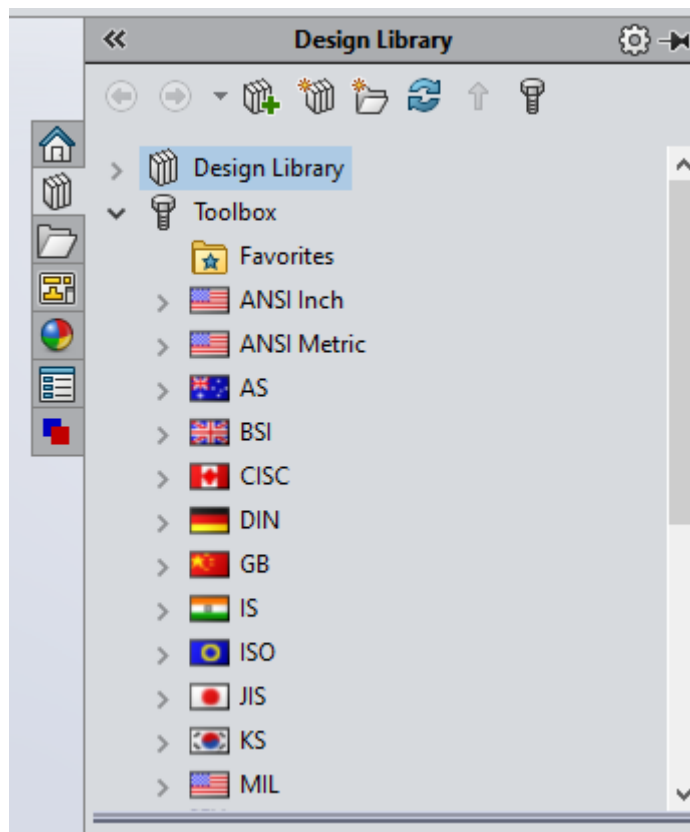 Design Library
Design Library
Toolbox
Favorites
ANSI Inch
ANSI Metric
AS
BSI
CISC
DIN
GB
IS
ISO
JIS
KS
MIL